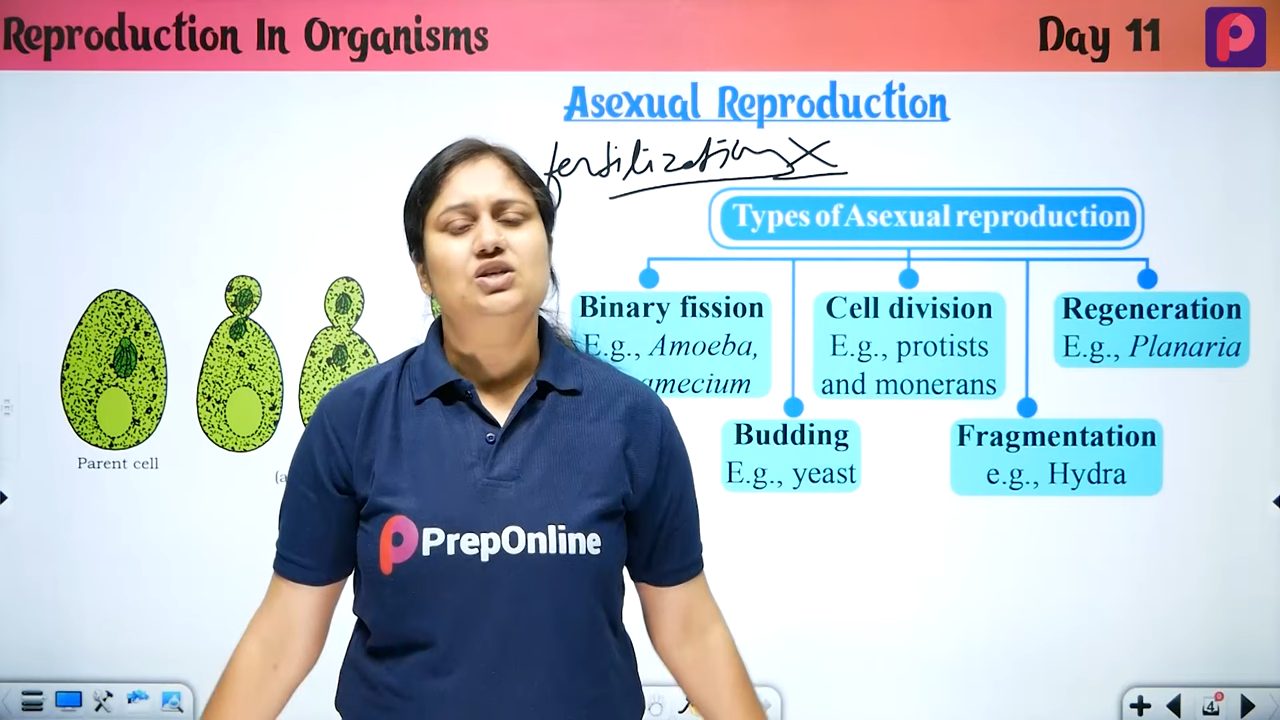 Reproduction In Organisms
Day 11
Asexual Reproduction
fertilization X
Types of Asexual reproduction
Binary fission
E.g., Amoeba,
amecium
Cell division
E.g., protists
and monerans
Regeneration
E.g., Planaria
Budding
E.g., yeast
Fragmentation
e.g., Hydra
Parent cell
(a
PrepOnline
4